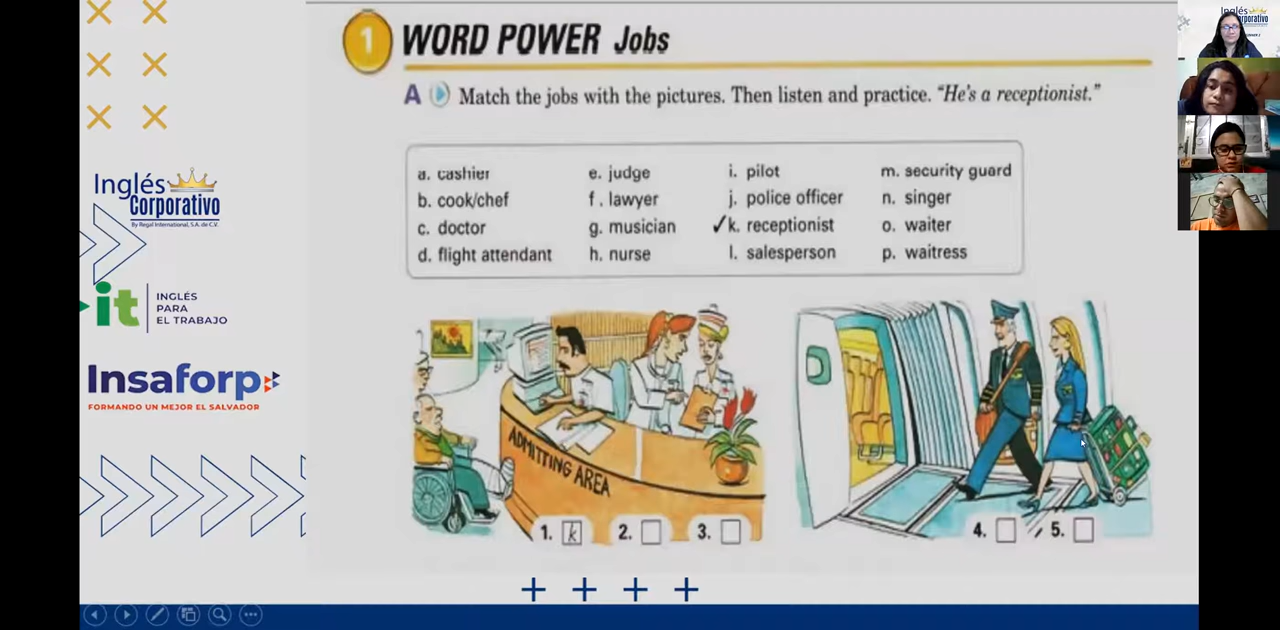 1 WORD POWER Jobs
A Match the jobs with the pictures. Then listen and practice. "He's a receptionist."
a. cashier
b. cook/chef
c. doctor
d. flight attendant
e. judge
f. lawyer
g. musician
h. nurse
i. pilot
j. police officer
✓k. receptionist
l. salesperson
m. security guard
n. singer
o. waiter
p. waitress
ADMITTING AREA
1. k 2. 3.
4. 5.
Inglés
Corporativo
By Regal International, S.A. de C.V.
it INGLÉS
PARA
EL TRABAJO
Insaforp
FORMANDO UN MEJOR EL SALVADOR
Inglés
Corporativo